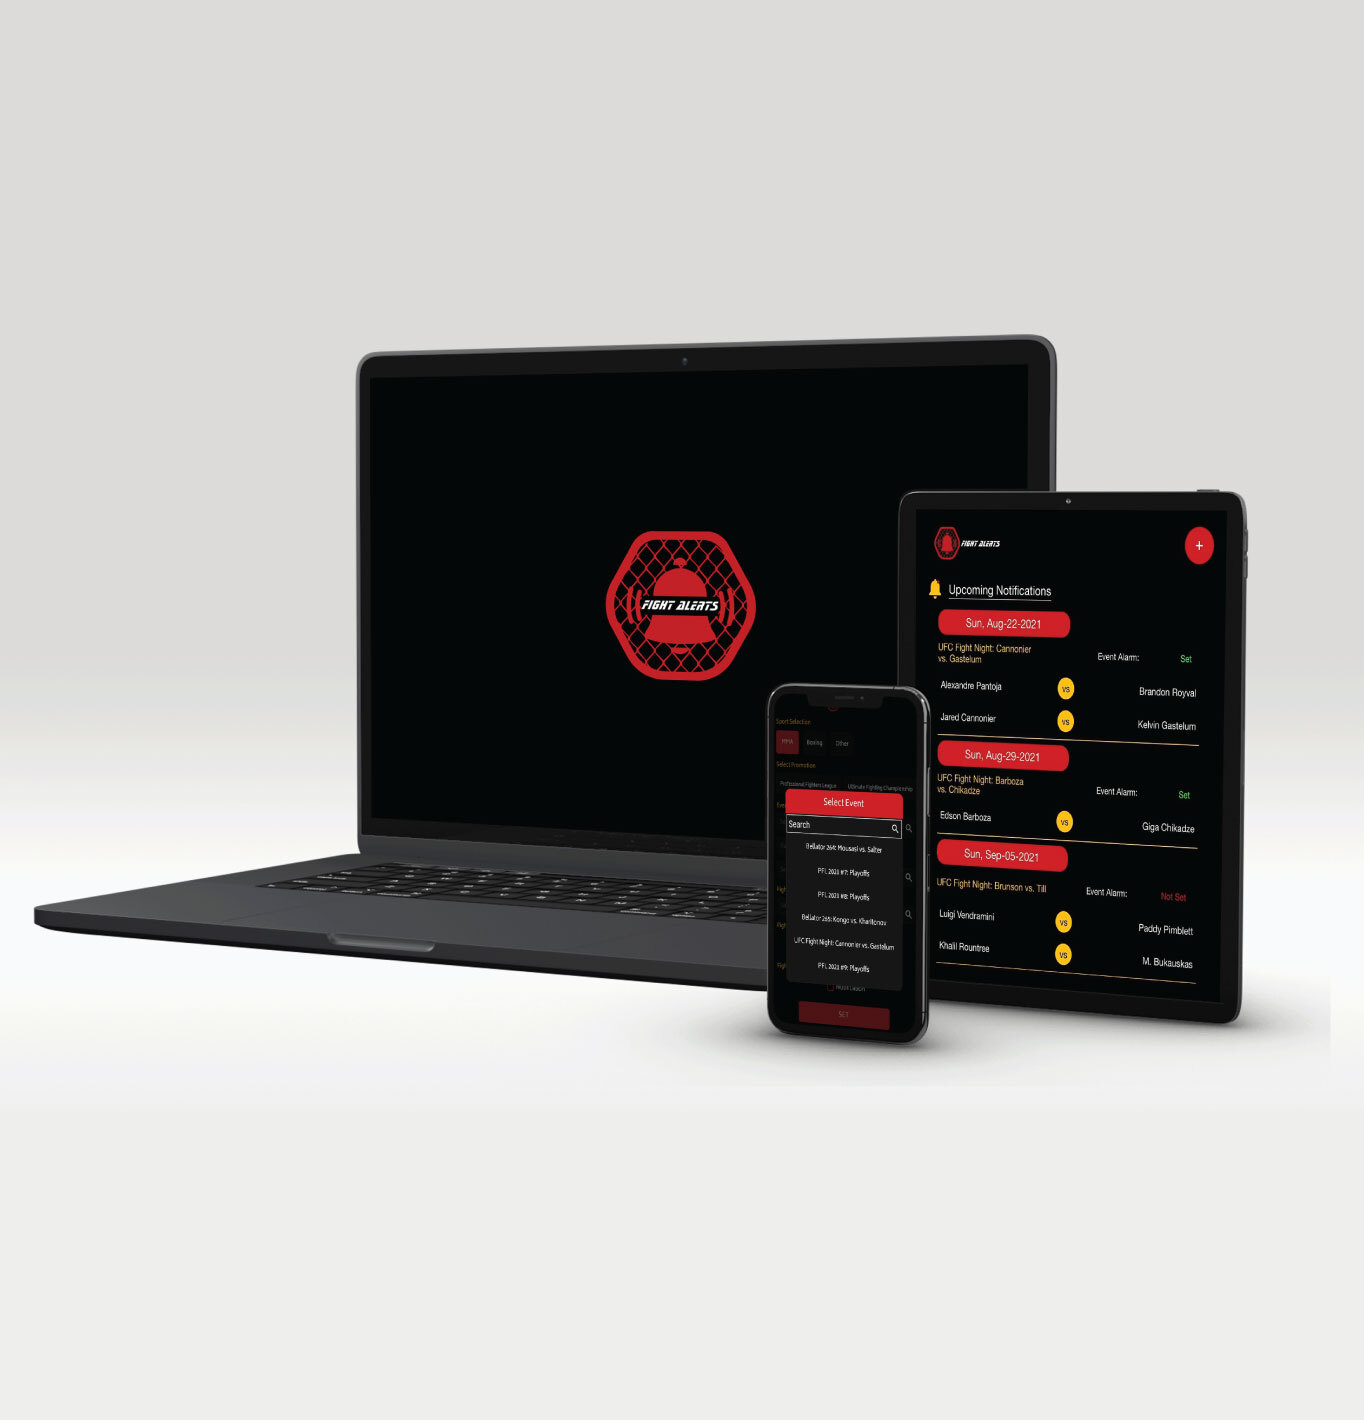 FIGHT ALERTS
FIGHT ALERTS
+
Upcoming Notifications
Sun, Aug-22-2021
UFC Fight Night: Cannonier
vs. Gastelum
Event Alarm:
Set
Alexandre Pantoja
VS
Brandon Royval
Jared Cannonier
VS
Kelvin Gastelum
Sun, Aug-29-2021
UFC Fight Night: Barboza
vs. Chikadze
Event Alarm:
Set
Edson Barboza
VS
Giga Chikadze
Sun, Sep-05-2021
UFC Fight Night: Brunson vs. Till
Event Alarm:
Not Set
Luigi Vendramini
VS
Paddy Pimblett
Khalil Rountree
VS
M. Bukauskas
Sport Selection
MMA
Boxing
Other
Select Promotion
Professional Fighters League
Ultimate Fighting Championship
Select Event
Search
Bellator 264: Mousasi vs. Salter
PFL 2021 #7: Playoffs
PFL 2021 #8: Playoffs
Bellator 265: Kongo vs. Kharitonov
UFC Fight Night: Cannonier vs. Gastelum
PFL 2021 #9: Playoffs
Notification
SET